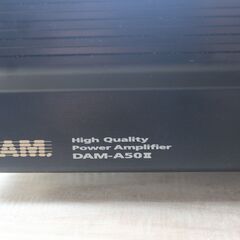 AM,
High Quality
Power Amplifier
DAM-A50II